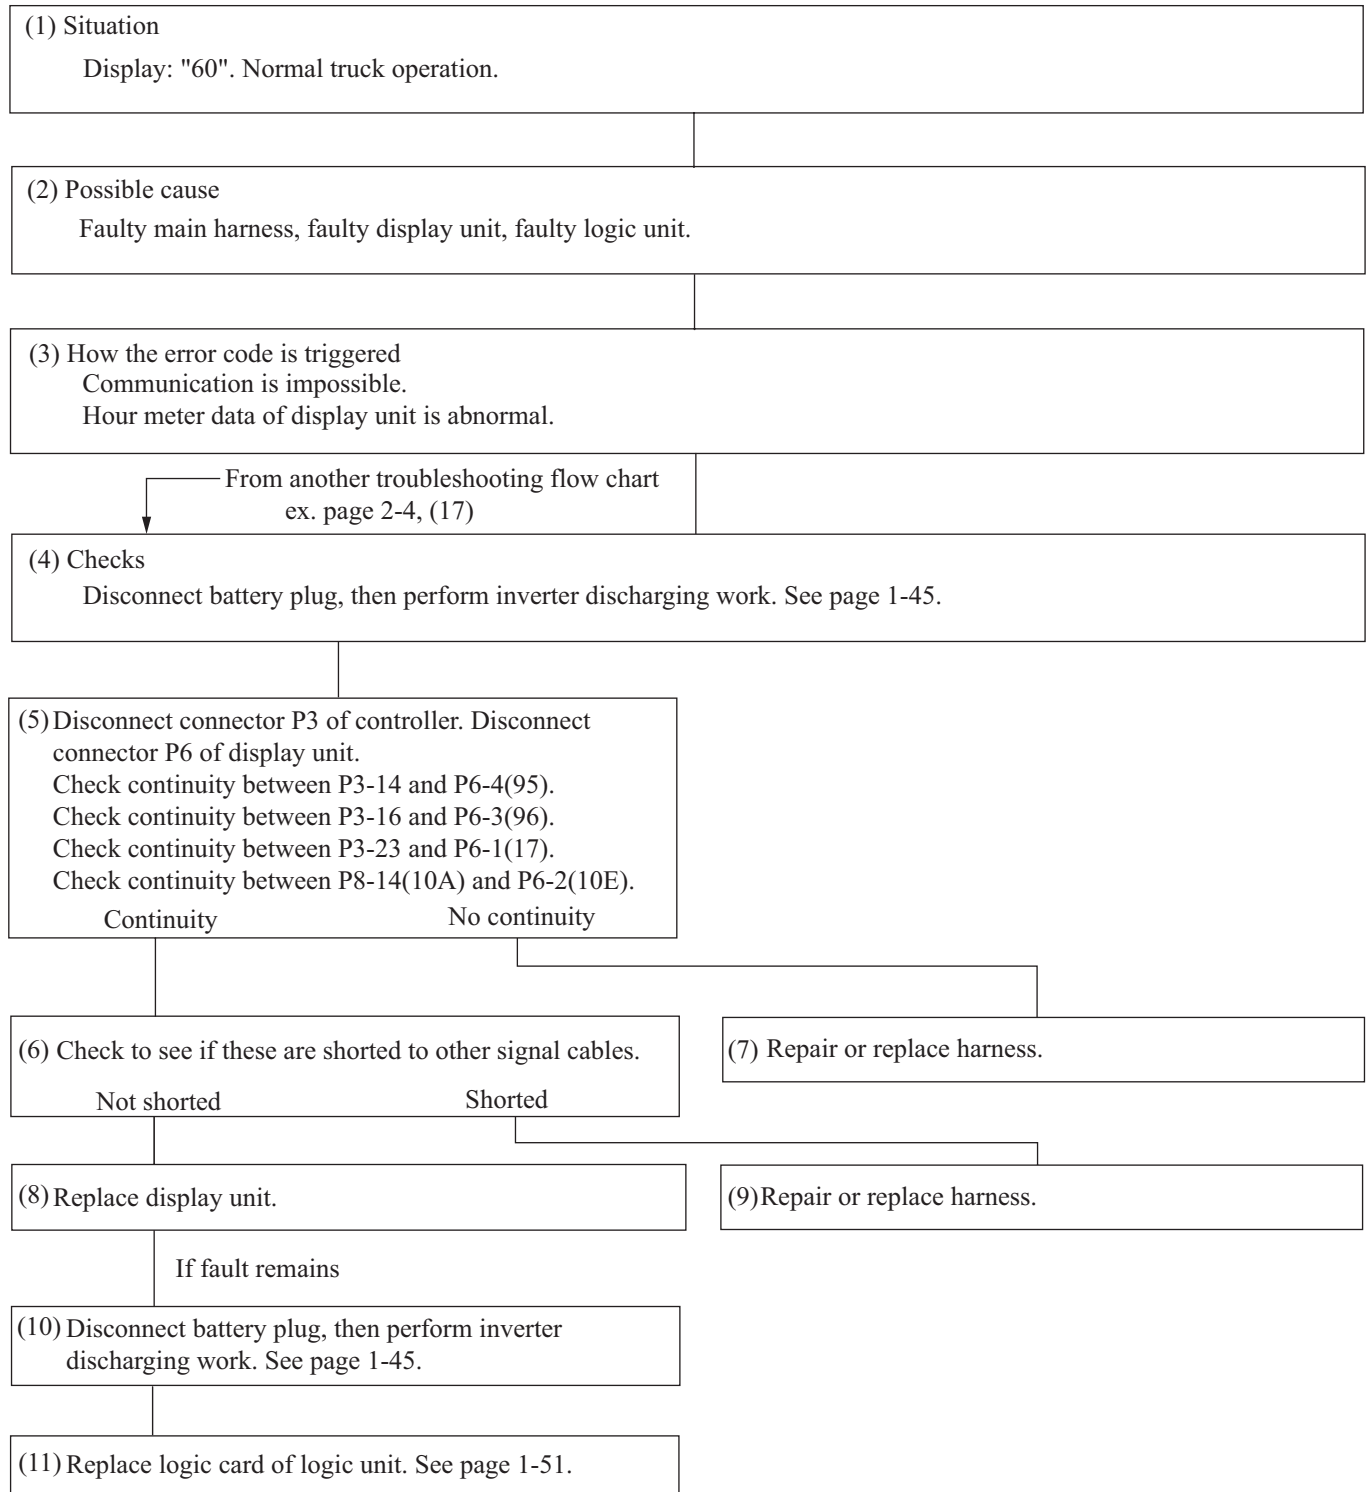 (1) Situation
Display: "60". Normal truck operation.
(2) Possible cause
Faulty main harness, faulty display unit, faulty logic unit.
(3) How the error code is triggered
Communication is impossible.
Hour meter data of display unit is abnormal.
From another troubleshooting flow chart
ex. page 2-4, (17)
(4) Checks
Disconnect battery plug, then perform inverter discharging work. See page 1-45.
(5) Disconnect connector P3 of controller. Disconnect
connector P6 of display unit.
Check continuity between P3-14 and P6-4(95).
Check continuity between P3-16 and P6-3(96).
Check continuity between P3-23 and P6-1(17).
Check continuity between P8-14(10A) and P6-2(10E).
Continuity No continuity
(6) Check to see if these are shorted to other signal cables.
Not shorted Shorted
(7) Repair or replace harness.
(8) Replace display unit.
(9) Repair or replace harness.
If fault remains
(10) Disconnect battery plug, then perform inverter
discharging work. See page 1-45.
(11) Replace logic card of logic unit. See page 1-51.